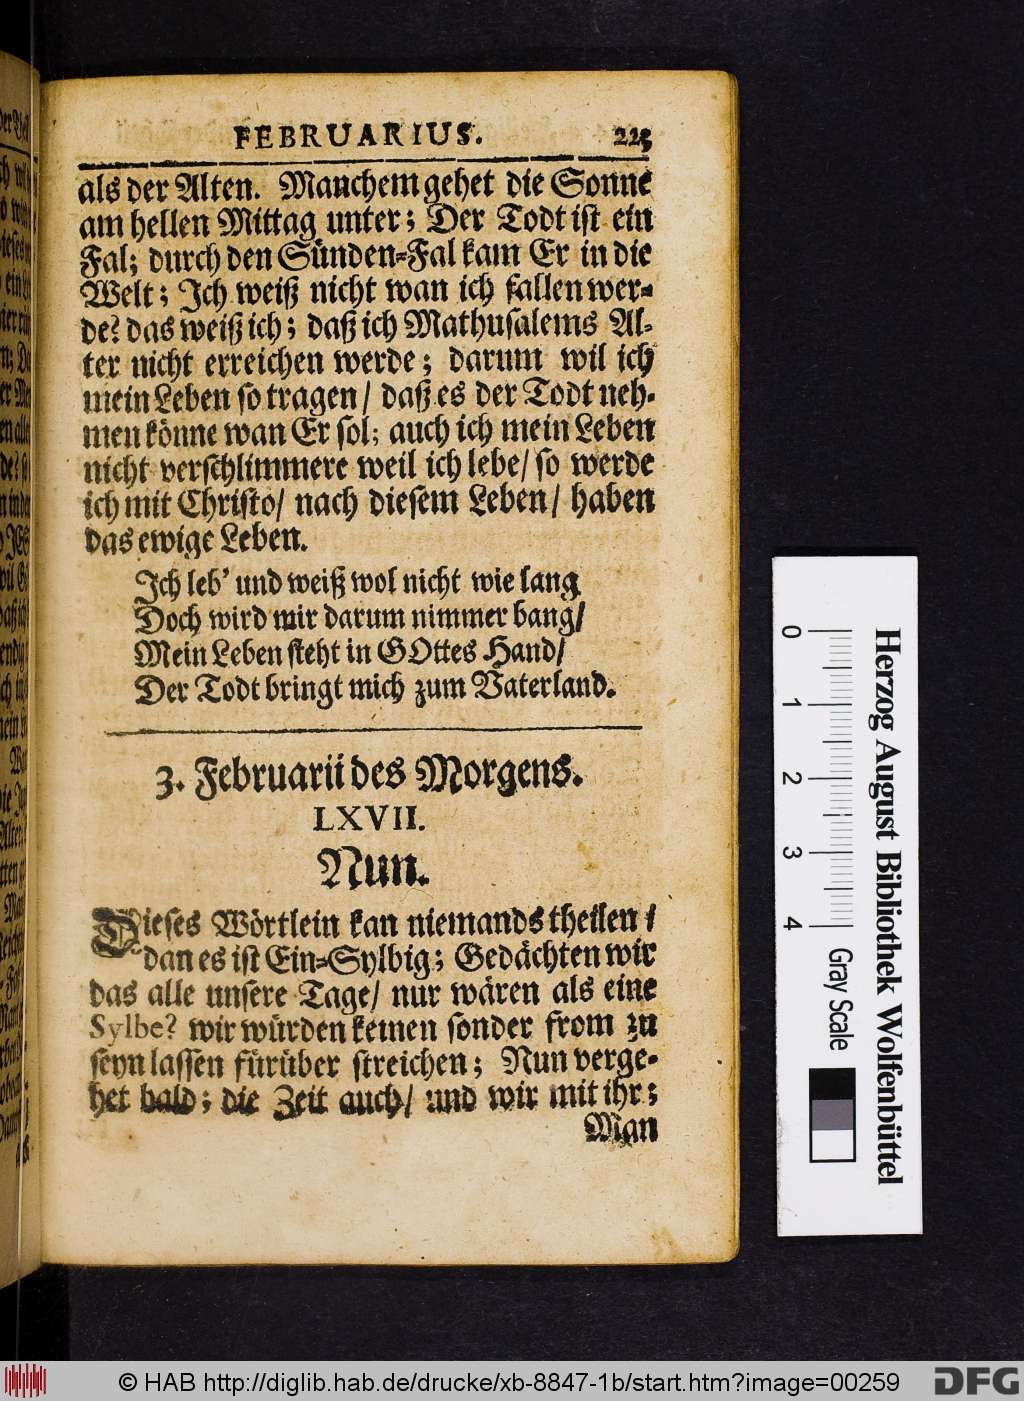 FEBRUARIUS. 225
als der Alten. Manchem gehet die Sonne
am hellen Mittag unter; Der Todt ist ein
Fal; durch den Sünden-Fal kam Er in die
Welt; Ich weiß nicht wan ich fallen wer-
de? das weiß ich; daß ich Mathusalems Al-
ter nicht erreichen werde; darum wil ich
mein Leben so tragen/ daß es der Todt neh-
men könne wan Er sol; auch ich mein Leben
nicht verschlimmere weil ich lebe/ so werde
ich mit Christo/ nach diesem Leben/ haben
das ewige Leben.
Ich leb' und weiß wol nicht wie lang
Doch wird mir darum nimmer bang/
Mein Leben steht in GOttes Hand/
Der Todt bringt mich zum Vaterland.
3. Februarii des Morgens.
LXVII.
Nun.
Dieses Wörtlein kan niemands theilen/
dan es ist Ein-Sylbig; Gedächten wir
das alle unsere Tage/ nur wären als eine
Sylbe? wir würden keinen sonder from zu
seyn lassen fürüber streichen; Nun verge-
het bald; die Zeit auch/ und wir mit ihr;
Man
0 1 2 3 4
Gray Scale
Herzog August Bibliothek Wolfenbüttel
© HAB http://diglib.hab.de/drucke/xb-8847-1b/start.htm?image=00259
DFG